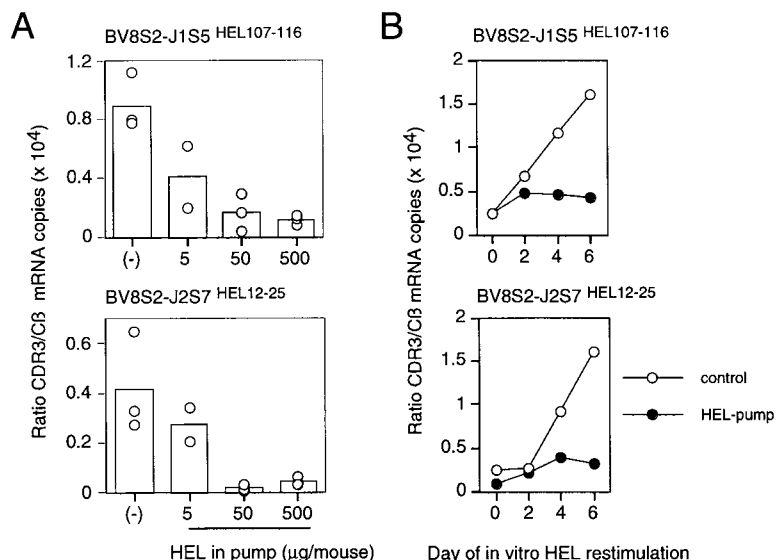 A
BV8S2-J1S5 HEL107-116
1.2
0.8
0.4
0
(-) 5 50 500
BV8S2-J2S7 HEL12-25
0.6
0.4
0.2
0
(-) 5 50 500
HEL in pump (µg/mouse)
Ratio CDR3/Cß mRNA copies (x 10⁴)
B
BV8S2-J1S5 HEL107-116
2
1.5
1
0.5
0
0 2 4 6
BV8S2-J2S7 HEL12-25
2
1.5
1
0.5
0
0 2 4 6
Day of in vitro HEL restimulation
Ratio CDR3/Cß mRNA copies (x 10⁴)
control
HEL-pump